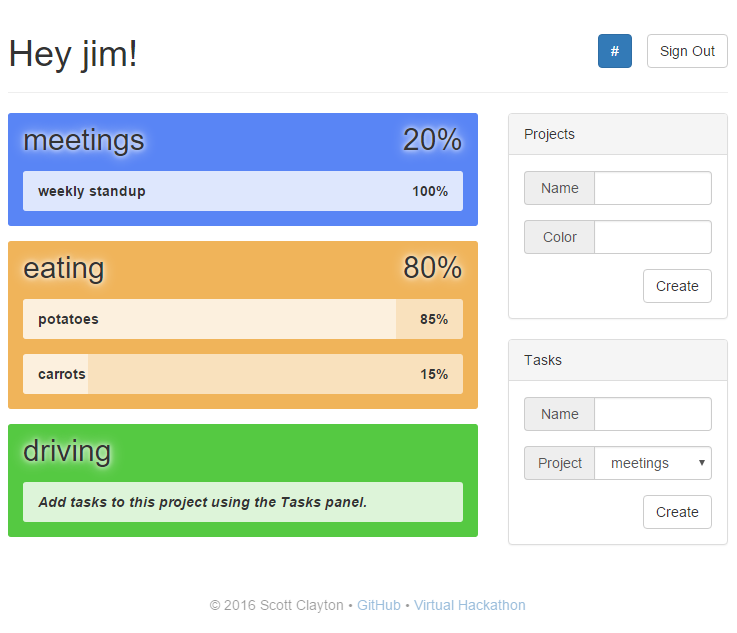 Hey jim!
# Sign Out
meetings 20%
weekly standup 100%
eating 80%
potatoes 85%
carrots 15%
driving
Add tasks to this project using the Tasks panel.
Projects
Name
Color
Create
Tasks
Name
Project meetings
Create
© 2016 Scott Clayton • GitHub • Virtual Hackathon